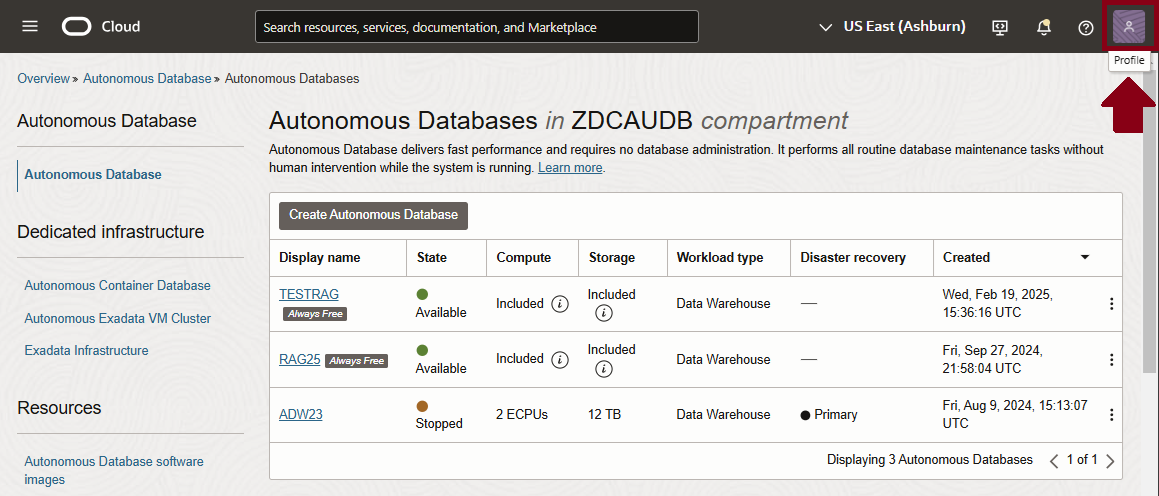 Cloud
Search resources, services, documentation, and Marketplace
US East (Ashburn)
Profile
Overview » Autonomous Database » Autonomous Databases
Autonomous Database
Autonomous Database
Dedicated infrastructure
Autonomous Container Database
Autonomous Exadata VM Cluster
Exadata Infrastructure
Resources
Autonomous Database software
images
Autonomous Databases in ZDCAUDB compartment
Autonomous Database delivers fast performance and requires no database administration. It performs all routine database maintenance tasks without
human intervention while the system is running. Learn more.
Create Autonomous Database
Display name State Compute Storage Workload type Disaster recovery Created
TESTRAG Always Free Available Included i Included i Data Warehouse — Wed, Feb 19, 2025,
15:36:16 UTC
RAG25 Always Free Available Included i Included i Data Warehouse — Fri, Sep 27, 2024,
21:58:04 UTC
ADW23 Stopped 2 ECPUs 12 TB Data Warehouse Primary Fri, Aug 9, 2024, 15:13:07
UTC
Displaying 3 Autonomous Databases < 1 of 1 >